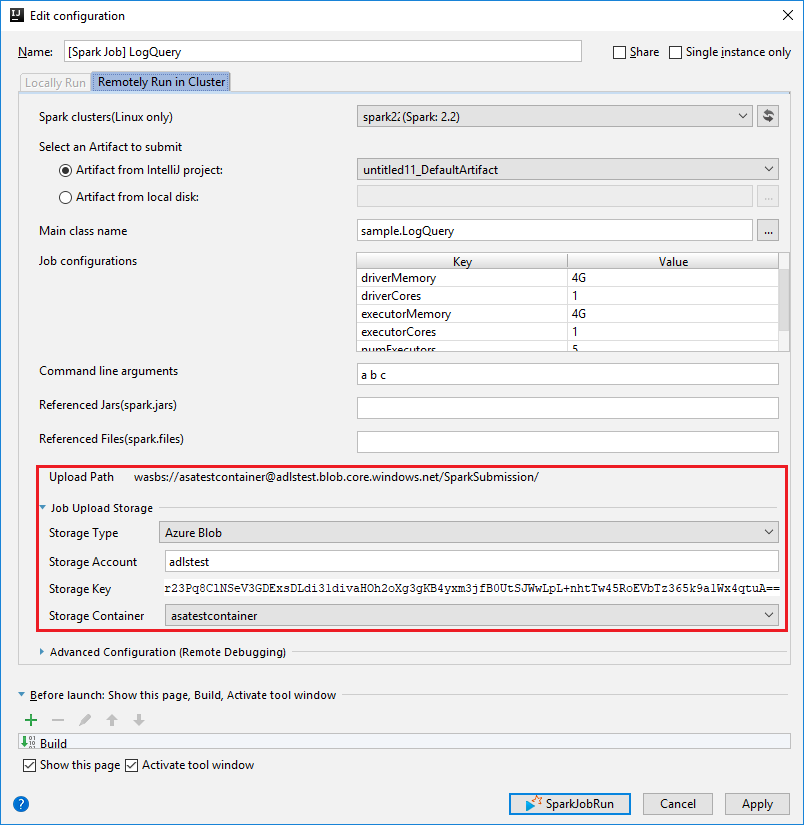 Edit configuration
Name: [Spark Job] LogQuery Share Single instance only
Locally Run Remotely Run in Cluster
Spark clusters(Linux only) (Spark: 2.2)
Select an Artifact to submit
Artifact from IntelliJ project: untitled11_DefaultArtifact
Artifact from local disk: ...
Main class name sample.LogQuery ...
Job configurations Key Value
driverMemory 4G
driverCores 1
executorMemory 4G
executorCores 1
numExecutors 5
Command line arguments a b c
Referenced Jars(spark.jars)
Referenced Files(spark.files)
Upload Path wasbs://asatestcontainer@adlstest.blob.core.windows.net/SparkSubmission/
Job Upload Storage
Storage Type Azure Blob
Storage Account adlstest
Storage Key
Storage Container asatestcontainer
Advanced Configuration (Remote Debugging)
Before launch: Show this page, Build, Activate tool window
Build
Show this page Activate tool window
? SparkJobRun Cancel Apply